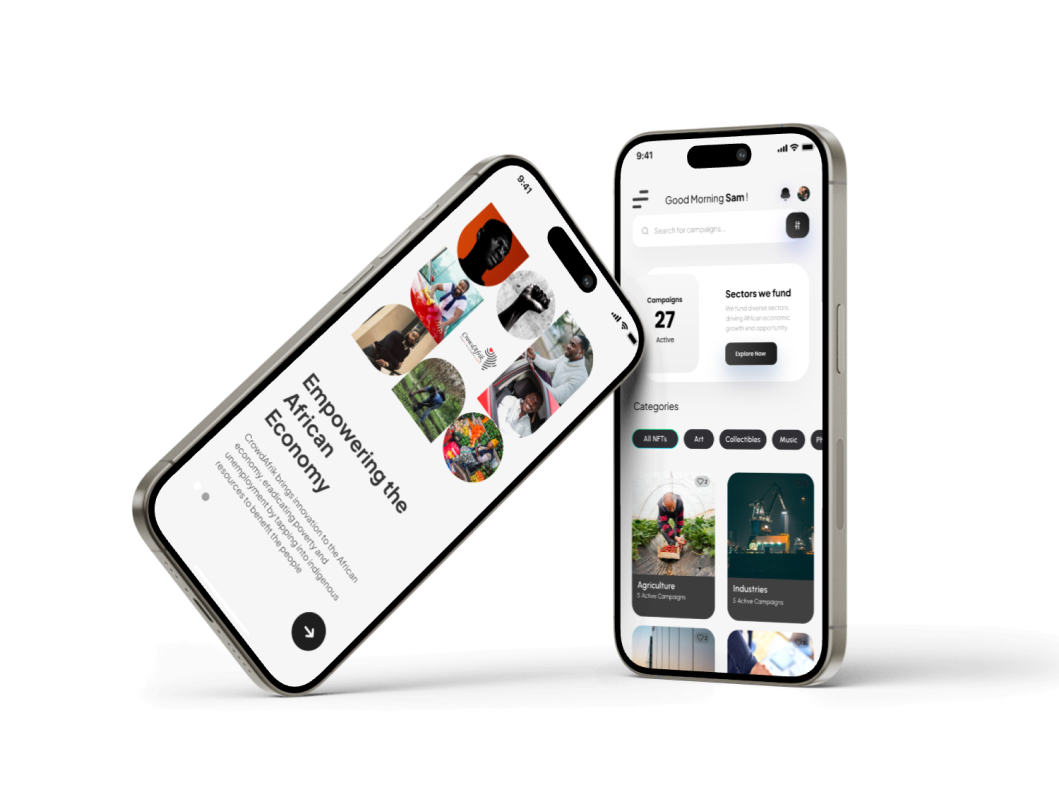 9:41
CrowdAfrik
Empowering the
African
Economy
CrowdAfrik brings innovation to the African
economy, eradicating poverty and
unemployment by tapping into indigenous
resources to benefit the people
9:41
Good Morning Sam !
Search for campaigns...
Campaigns
27
Active
Sectors we fund
We fund diverse sectors,
driving African economic
growth and opportunity.
Explore Now
Categories
All NFTs
Art
Collectibles
Music
Ph
2
Agriculture
5 Active Campaigns
Industries
5 Active Campaigns
2